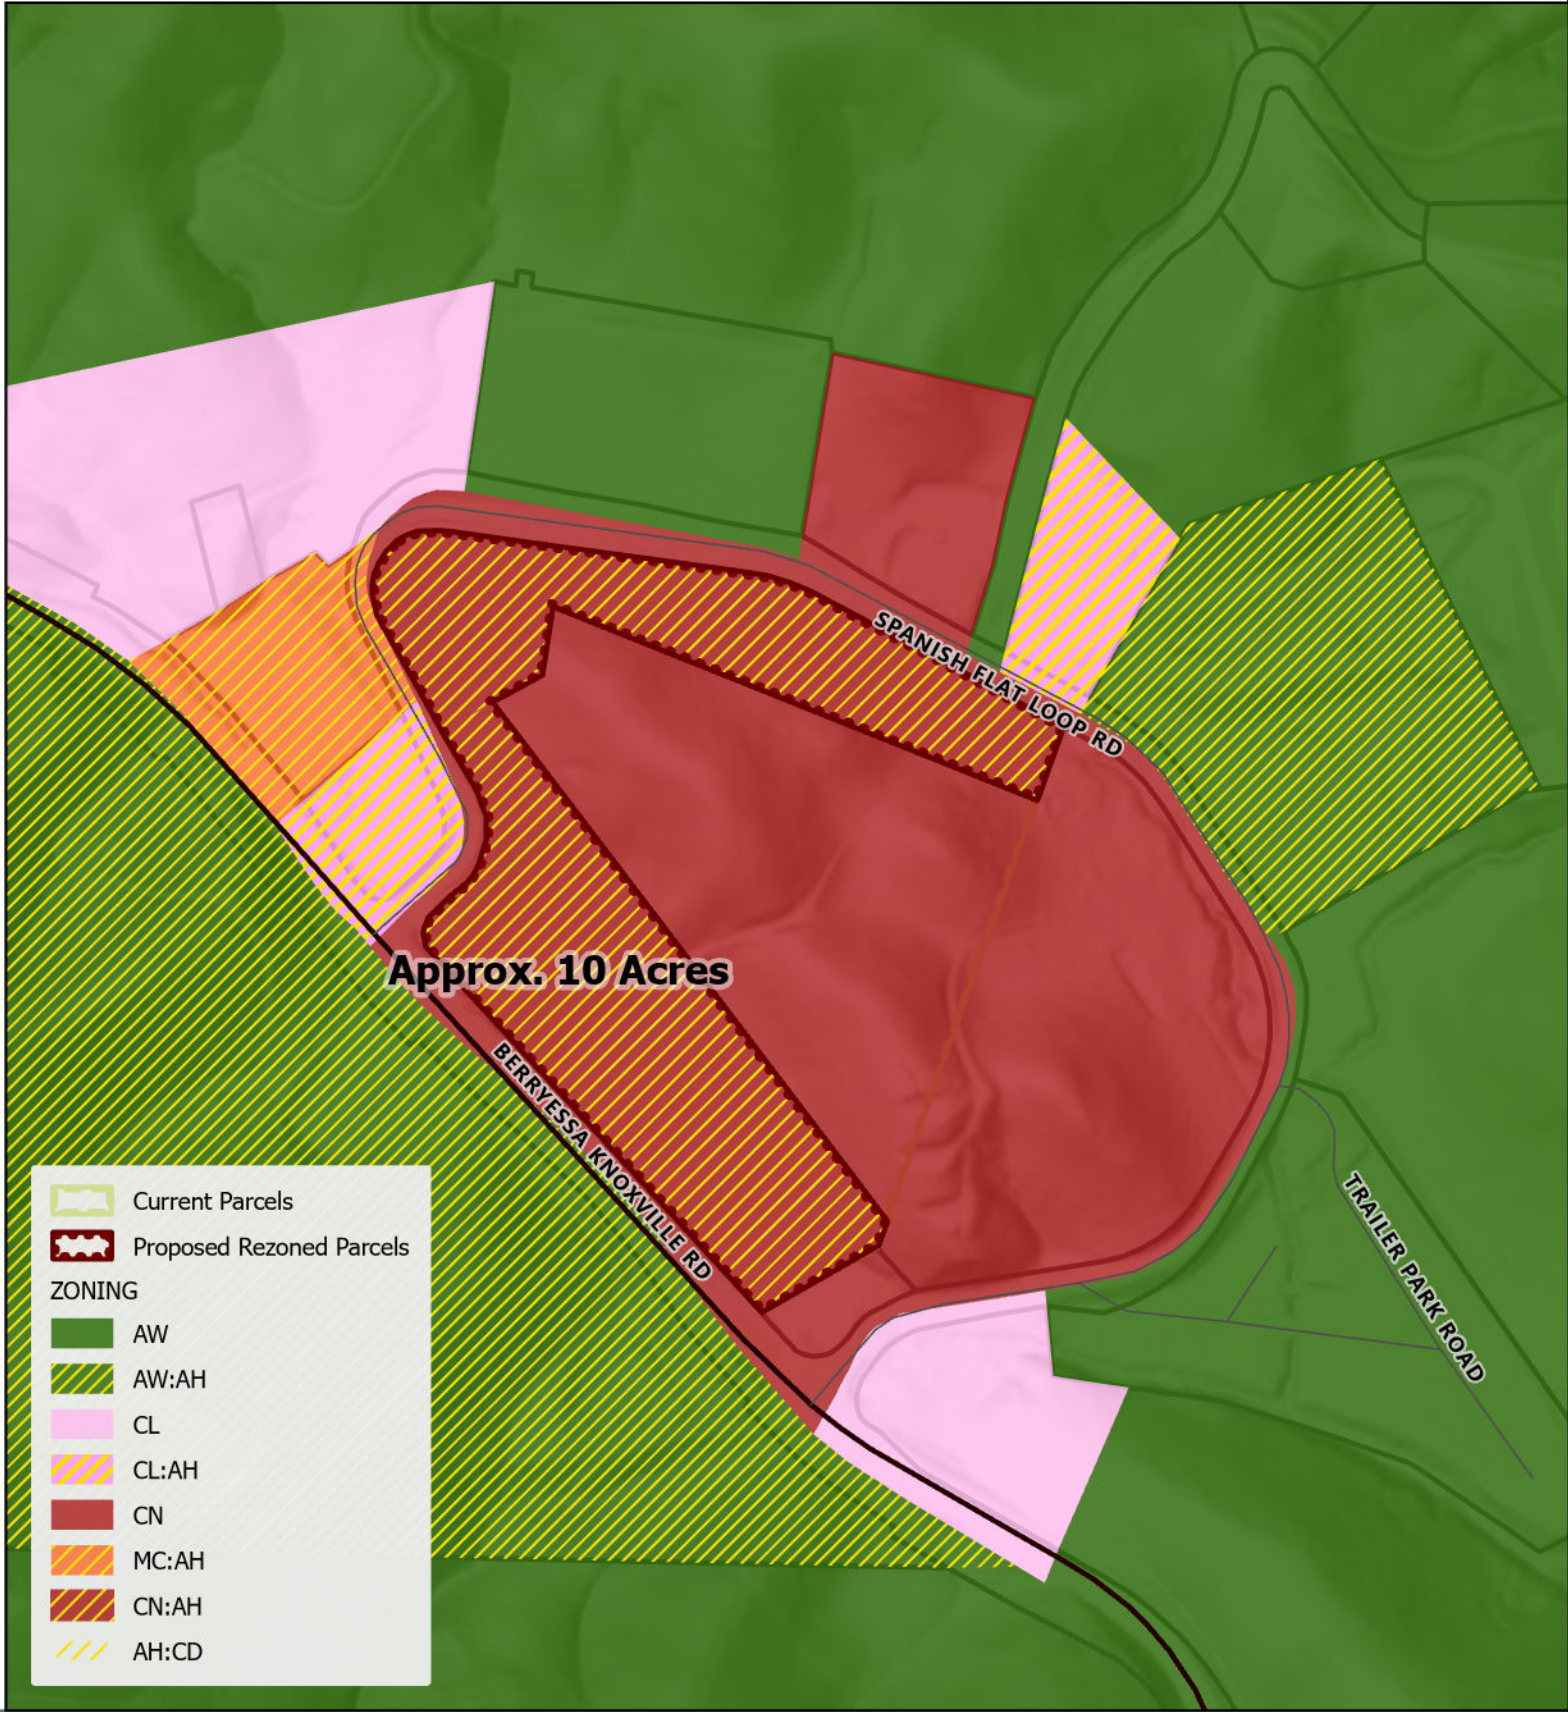 SPANISH FLAT LOOP RD
Approx. 10 Acres
BERRYESSA KNOXVILLE RD
TRAILER PARK ROAD
Current Parcels
Proposed Rezoned Parcels
ZONING
AW
AW:AH
CL
CL:AH
CN
MC:AH
CN:AH
AH:CD